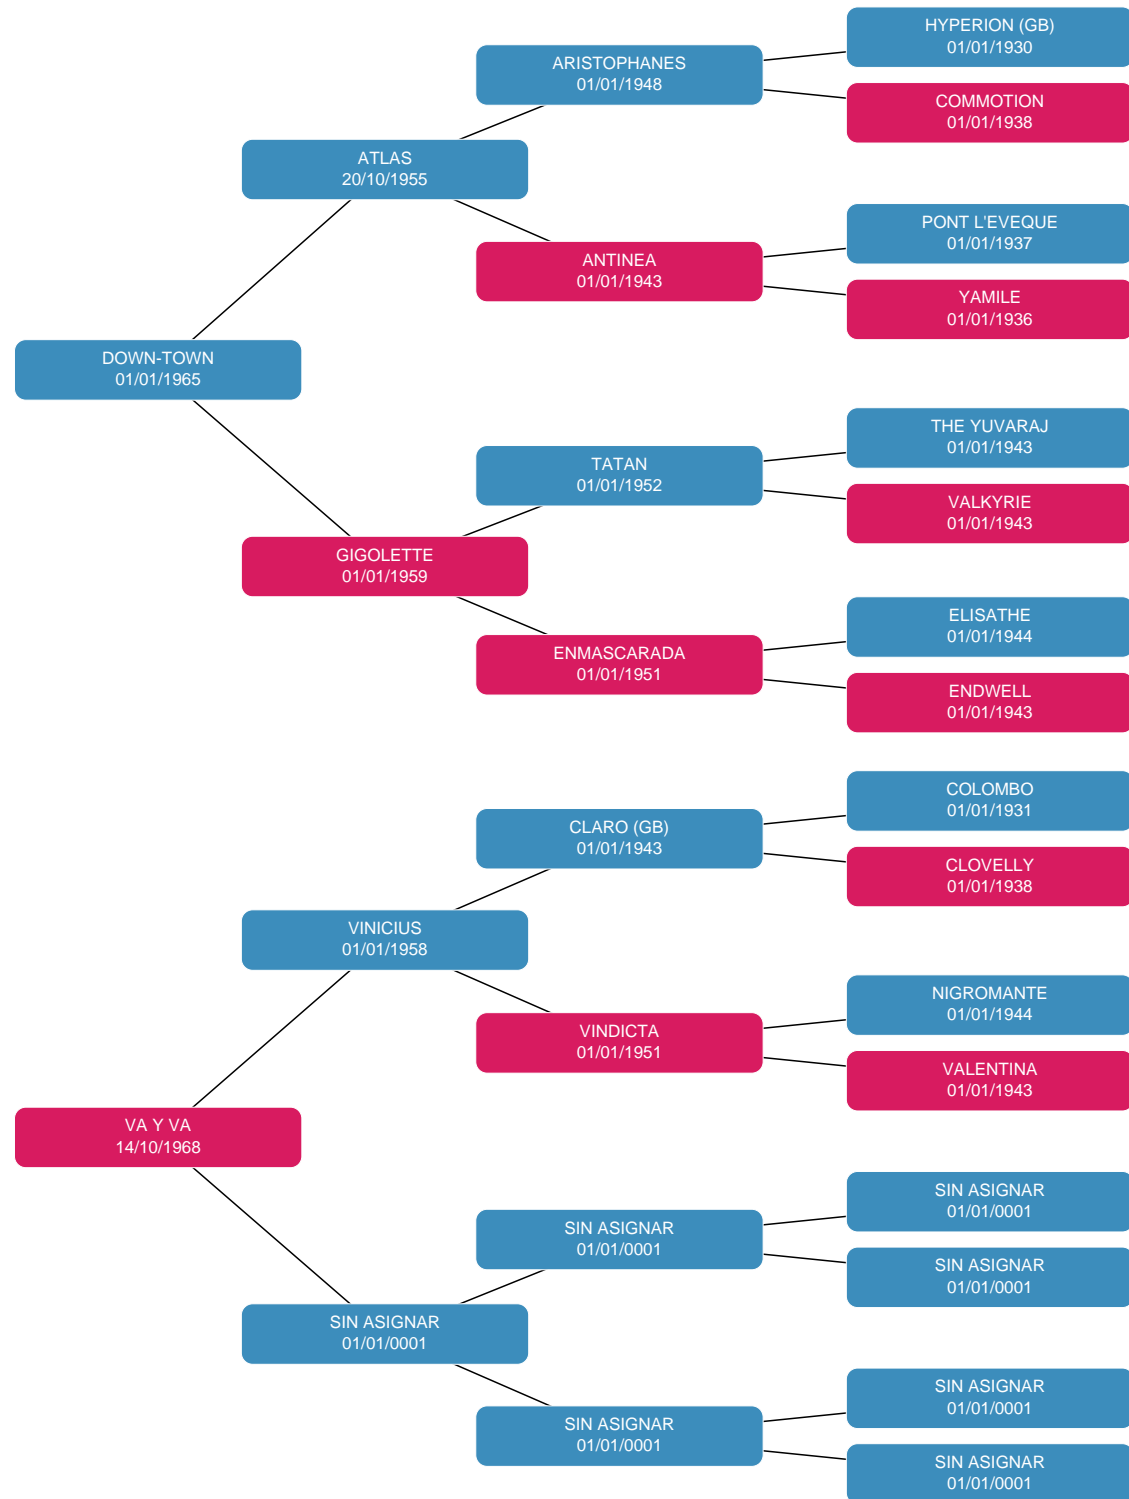 HYPERION (GB)
01/01/1930
ARISTOPHANES
01/01/1948
COMMOTION
01/01/1938
ATLAS
20/10/1955
PONT L'EVEQUE
01/01/1937
ANTINEA
01/01/1943
YAMILE
01/01/1936
DOWN-TOWN
01/01/1965
THE YUVARAJ
01/01/1943
TATAN
01/01/1952
VALKYRIE
01/01/1943
GIGOLETTE
01/01/1959
ELISATHE
01/01/1944
ENMASCARADA
01/01/1951
ENDWELL
01/01/1943
COLOMBO
01/01/1931
CLARO (GB)
01/01/1943
CLOVELLY
01/01/1938
VINICIUS
01/01/1958
NIGROMANTE
01/01/1944
VINDICTA
01/01/1951
VALENTINA
01/01/1943
VA Y VA
14/10/1968
SIN ASIGNAR
01/01/0001
SIN ASIGNAR
01/01/0001
SIN ASIGNAR
01/01/0001
SIN ASIGNAR
01/01/0001
SIN ASIGNAR
01/01/0001
SIN ASIGNAR
01/01/0001
SIN ASIGNAR
01/01/0001